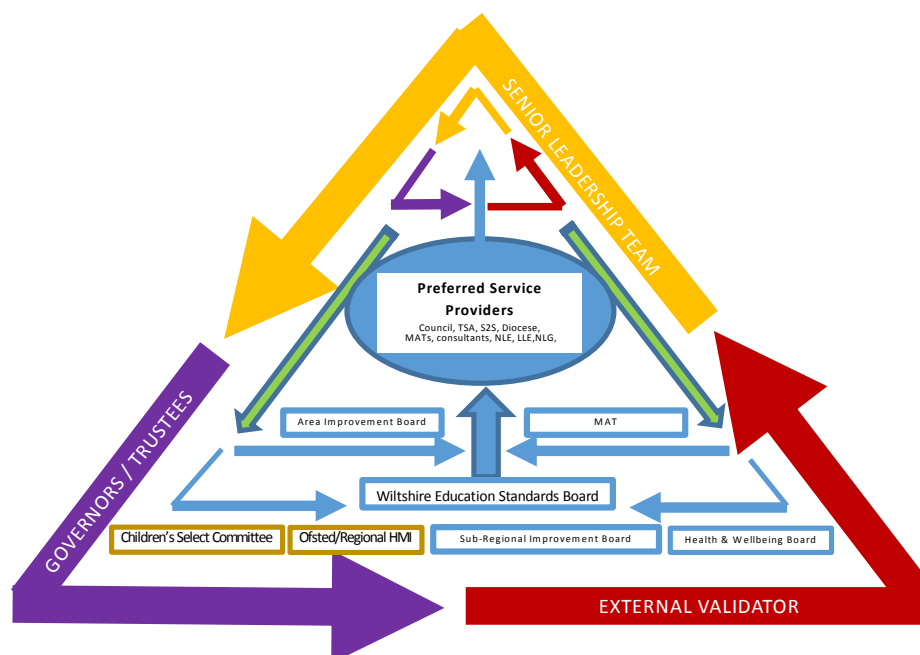 SENIOR LEADERSHIP TEAM
Preferred Service
Providers
Council, TSA, S2S, Diocese,
MATs, consultants, NLE, LLE,NLG,
GOVERNORS / TRUSTEES
Area Improvement Board
MAT
Wiltshire Education Standards Board
Children's Select Committee
Ofsted/Regional HMI
Sub-Regional Improvement Board
Health & Wellbeing Board
EXTERNAL VALIDATOR